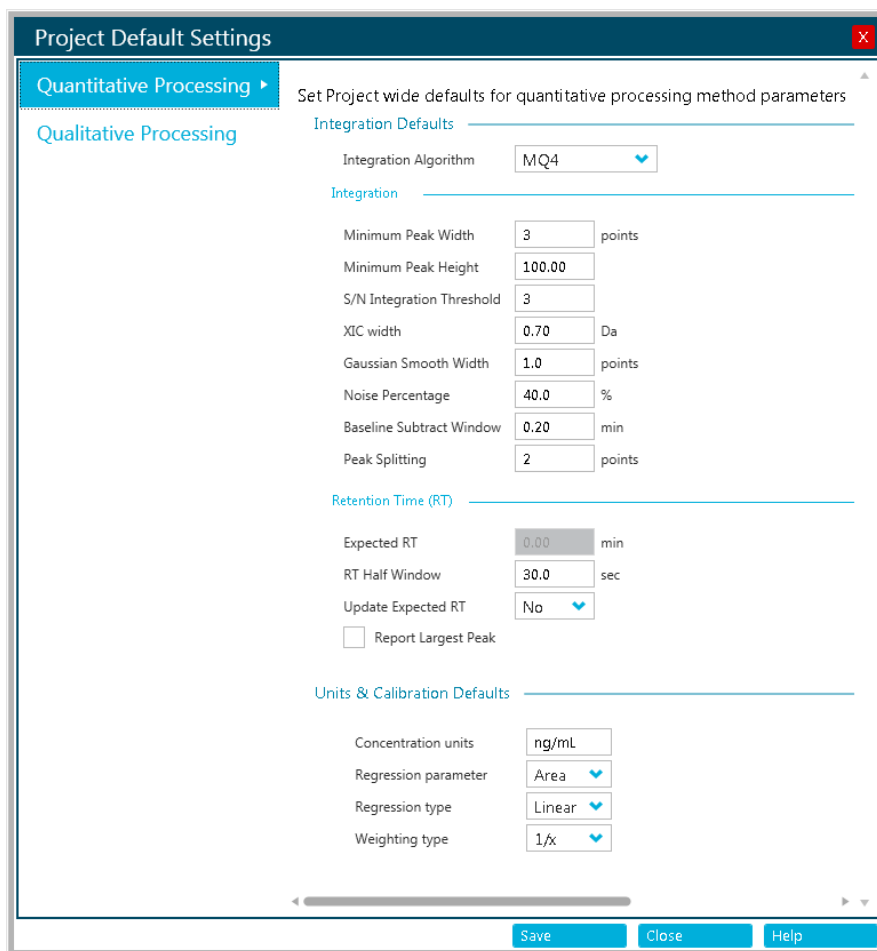 Project Default Settings
X
Quantitative Processing
Qualitative Processing
Set Project wide defaults for quantitative processing method parameters
Integration Defaults
Integration Algorithm MQ4
Integration
Minimum Peak Width 3 points
Minimum Peak Height 100.00
S/N Integration Threshold 3
XIC width 0.70 Da
Gaussian Smooth Width 1.0 points
Noise Percentage 40.0 %
Baseline Subtract Window 0.20 min
Peak Splitting 2 points
Retention Time (RT)
Expected RT 0.00 min
RT Half Window 30.0 sec
Update Expected RT No
Report Largest Peak
Units & Calibration Defaults
Concentration units ng/mL
Regression parameter Area
Regression type Linear
Weighting type 1/x
Save Close Help